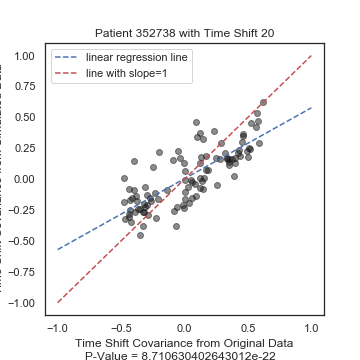 Patient 352738 with Time Shift 20
linear regression line
line with slope=1
1.00
0.75
0.50
0.25
0.00
−0.25
−0.50
−0.75
−1.00
−1.0
−0.5
0.0
0.5
1.0
Time Shift Covariance from Original Data
P-Value = 8.710630402643012e-22